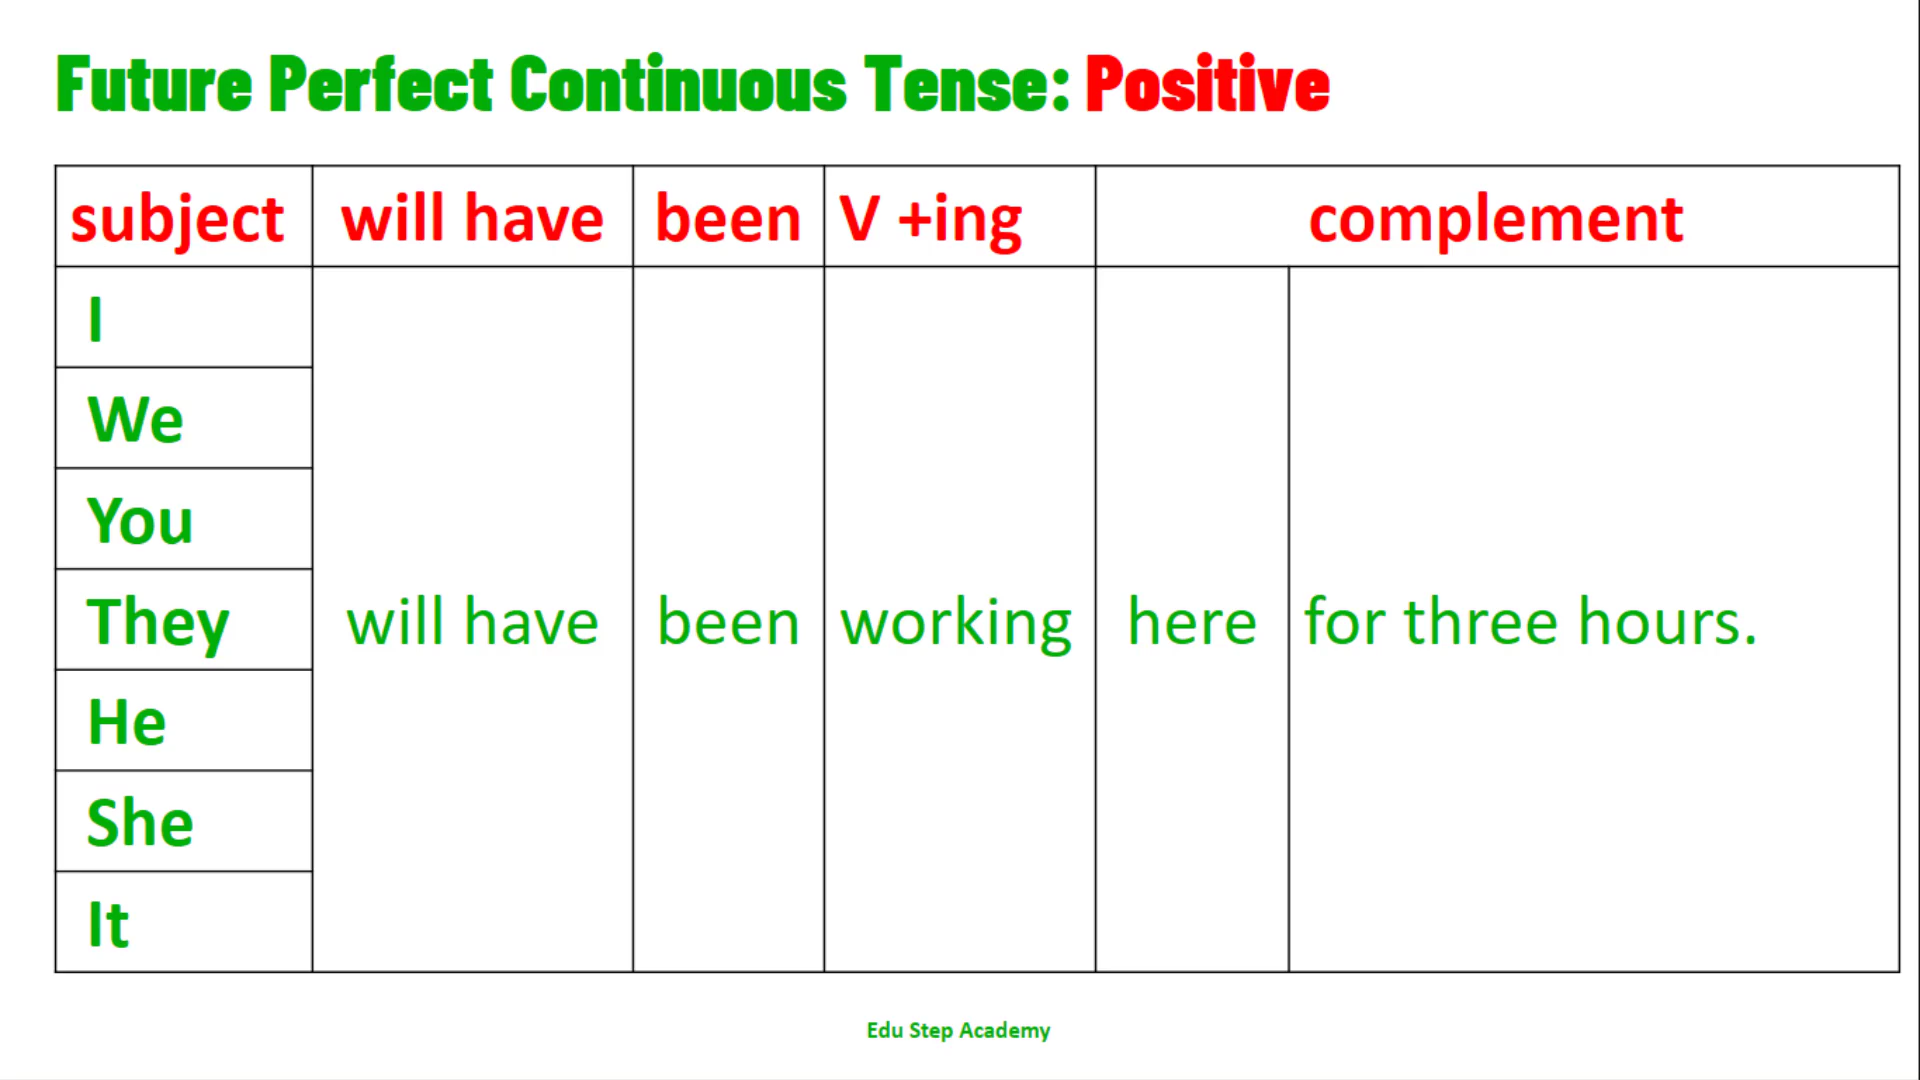 Future Perfect Continuous Tense: Positive
subject will have been V +ing complement
I
We
You
They will have been working here for three hours.
He
She
It
Edu Step Academy